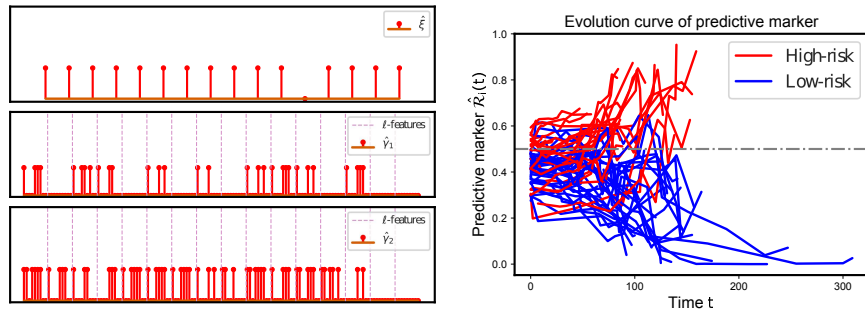 ξ̂
ℓ-features
γ̂₁
ℓ-features
γ̂₂
Evolution curve of predictive marker
Predictive marker R̂ᵢ(t)
1.0
0.8
0.6
0.4
0.2
0.0
High-risk
Low-risk
0 100 200 300
Time t